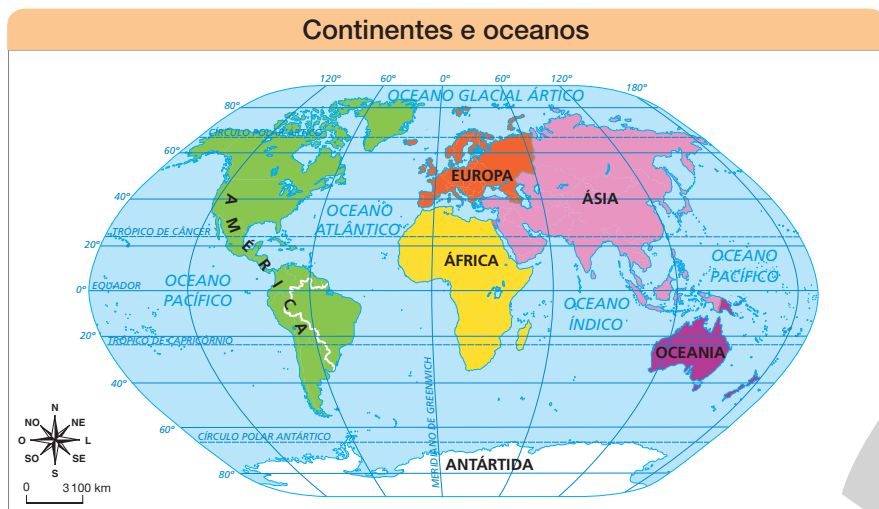 Continentes e oceanos
120° 60° 0° 60° 120° 180°
OCEANO GLACIAL ÁRTICO
80°
CÍRCULO POLAR ÁRTICO
60°
EUROPA
ÁSIA
40°
AMÉRICA
OCEANO
ATLÂNTICO
TRÓPICO DE CÂNCER
20°
ÁFRICA
OCEANO
PACÍFICO
OCEANO
PACÍFICO
EQUADOR
0°
OCEANO
ÍNDICO
20°
TRÓPICO DE CAPRICÓRNIO
OCEANIA
40°
MERIDIANO DE GREENWICH
60°
CÍRCULO POLAR ANTÁRTICO
ANTÁRTIDA
80°
N
NO NE
O L
SO SE
S
0 3 100 km